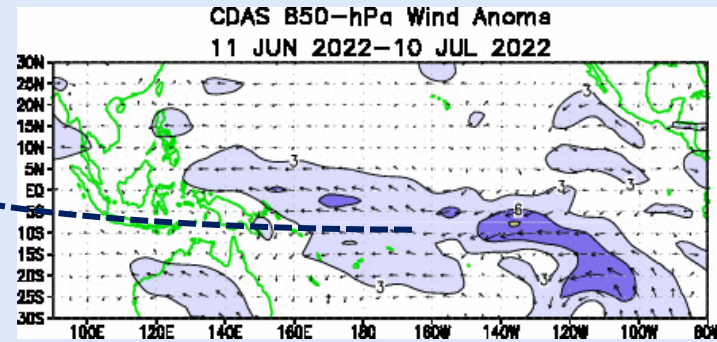 CDAS 850-hPa Wind Anoma
11 JUN 2022-10 JUL 2022
30N
25N
20N
15N
10N
5N
EQ
5S
10S
15S
20S
25S
30S
3
3
3
3
3
6
3
3
100E 120E 140E 160E 180 160W 140W 120W 100W 80W